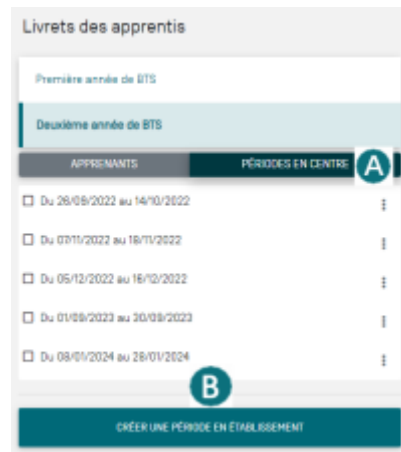 Livrets des apprentis
Première année de BTS
Deuxième année de BTS
APPRENANTS
PÉRIODES EN CENTRE
A
Du 26/09/2022 au 14/10/2022
Du 07/11/2022 au 18/11/2022
Du 05/12/2022 au 16/12/2022
Du 01/09/2023 au 30/09/2023
Du 08/01/2024 au 28/01/2024
B
CRÉER UNE PÉRIODE EN ÉTABLISSEMENT